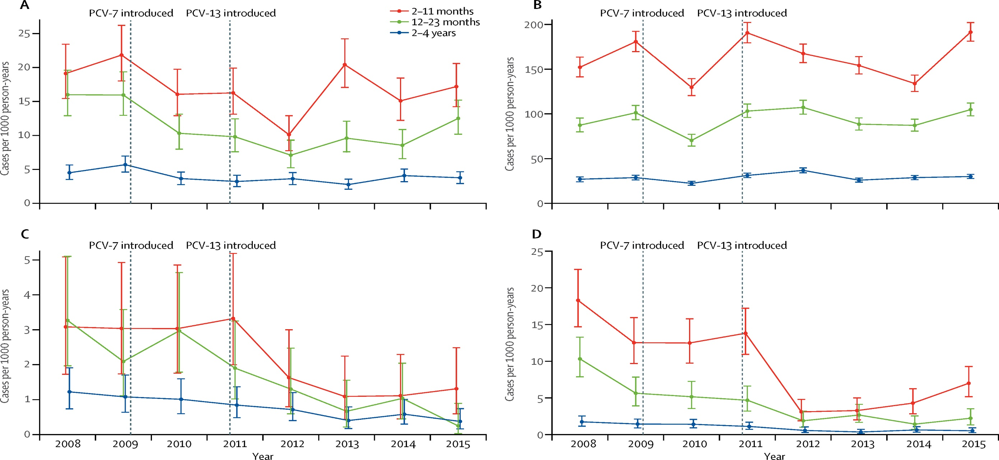 A
PCV-7 introduced PCV-13 introduced
2–11 months
12–23 months
2–4 years
25
20
15
10
5
0
Cases per 1000 person-years
B
PCV-7 introduced PCV-13 introduced
200
150
100
50
0
Cases per 1000 person-years
C
PCV-7 introduced PCV-13 introduced
5
4
3
2
1
0
Cases per 1000 person-years
2008 2009 2010 2011 2012 2013 2014 2015
Year
D
PCV-7 introduced PCV-13 introduced
25
20
15
10
5
0
Cases per 1000 person-years
2008 2009 2010 2011 2012 2013 2014 2015
Year